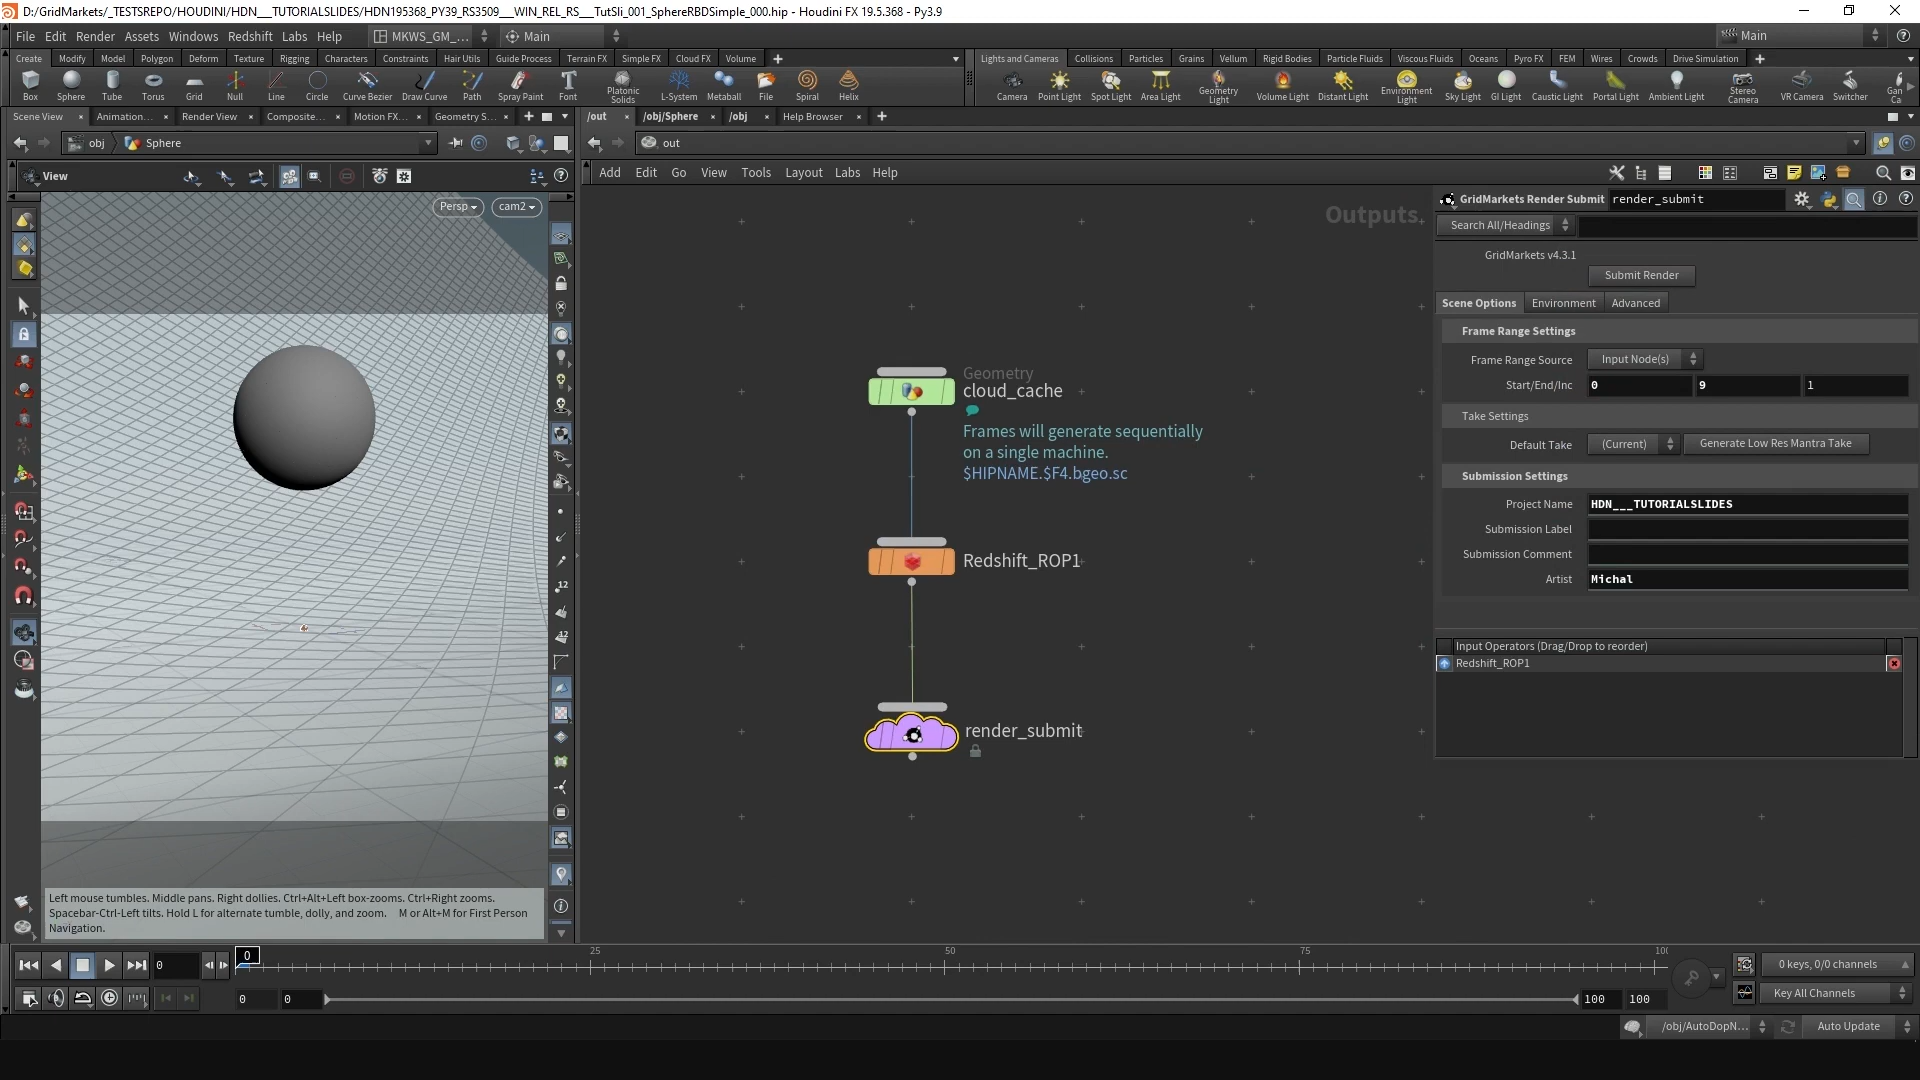 D:/GridMarkets/_TESTSREPO/HOUDINI/HDN___TUTORIALSLIDES/HDN195368_PY39_RS3509___WIN_REL_RS___TutSli_001_SphereRBDSimple_000.hip - Houdini FX 19.5.368 - Py3.9
File Edit Render Assets Windows Redshift Labs Help MKWS_GM_... Main Main
Create Modify Model Polygon Deform Texture Rigging Characters Constraints Hair Utils Guide Process Terrain FX Simple FX Cloud FX Volume
Lights and Cameras Collisions Particles Grains Vellum Rigid Bodies Particle Fluids Viscous Fluids Oceans Pyro FX FEM Wires Crowds Drive Simulation
Box Sphere Tube Torus Grid Null Line Circle Curve Bezier Draw Curve Path Spray Paint Font Platonic Solids L-System Metaball File Spiral Helix
Camera Point Light Spot Light Area Light Geometry Light Volume Light Distant Light Environment Light Sky Light GI Light Caustic Light Portal Light Ambient Light Stereo Camera VR Camera Switcher Gan Ca
Scene View Animation... Render View Composite... Motion FX... Geometry S...
/out /obj/Sphere /obj Help Browser
obj Sphere
out
View
Add Edit Go View Tools Layout Labs Help
Persp cam2
Outputs
GridMarkets Render Submit render_submit
Search All/Headings
GridMarkets v4.3.1
Submit Render
Scene Options Environment Advanced
Frame Range Settings
Frame Range Source Input Node(s)
Start/End/Inc 0 9 1
Take Settings
Default Take (Current) Generate Low Res Mantra Take
Submission Settings
Project Name HDN___TUTORIALSLIDES
Submission Label
Submission Comment
Artist Michal
Input Operators (Drag/Drop to reorder)
Redshift_ROP1
Geometry
cloud_cache
Frames will generate sequentially
on a single machine.
$HIPNAME.$F4.bgeo.sc
Redshift_ROP1
render_submit
12
12
Left mouse tumbles. Middle pans. Right dollies. Ctrl+Alt+Left box-zooms. Ctrl+Right zooms.
Spacebar-Ctrl-Left tilts. Hold L for alternate tumble, dolly, and zoom. M or Alt+M for First Person
Navigation.
0 0 25 50 75 100
0 keys, 0/0 channels
0 0 100 100
Key All Channels
/obj/AutoDopN... Auto Update